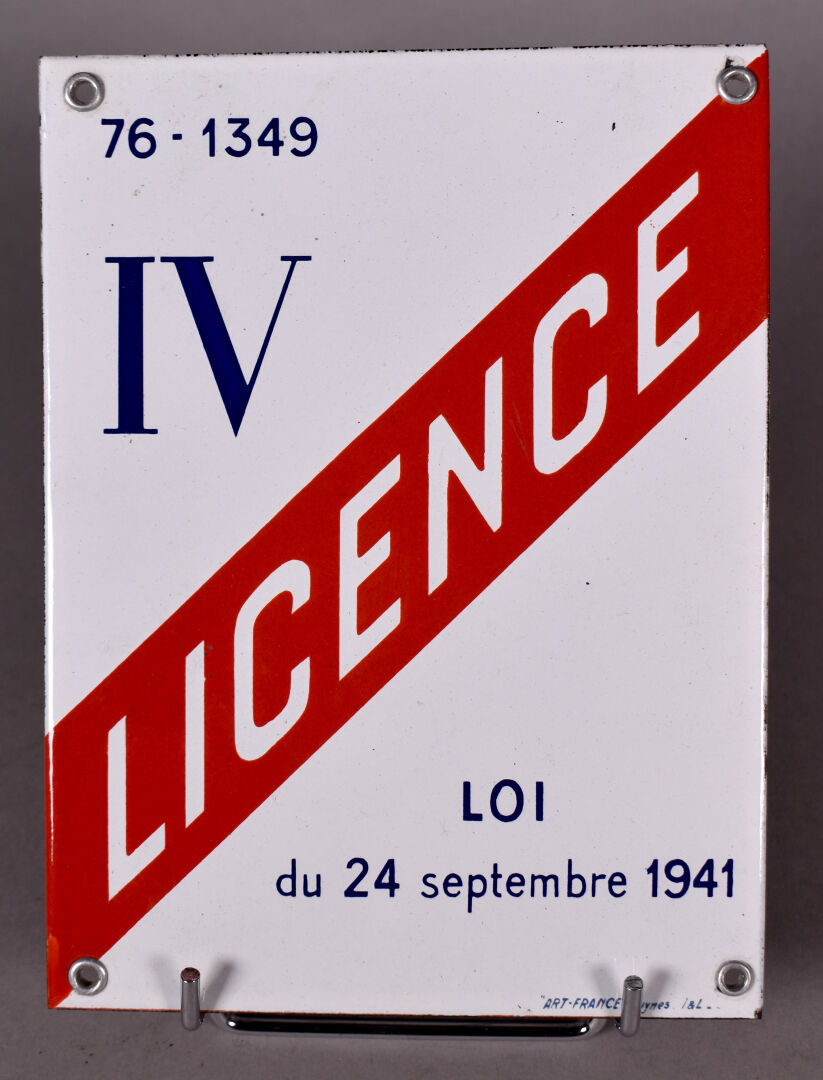 76 - 1349
IV
LICENCE
LOI
du 24 septembre 1941
"ART-FRANCE I&L